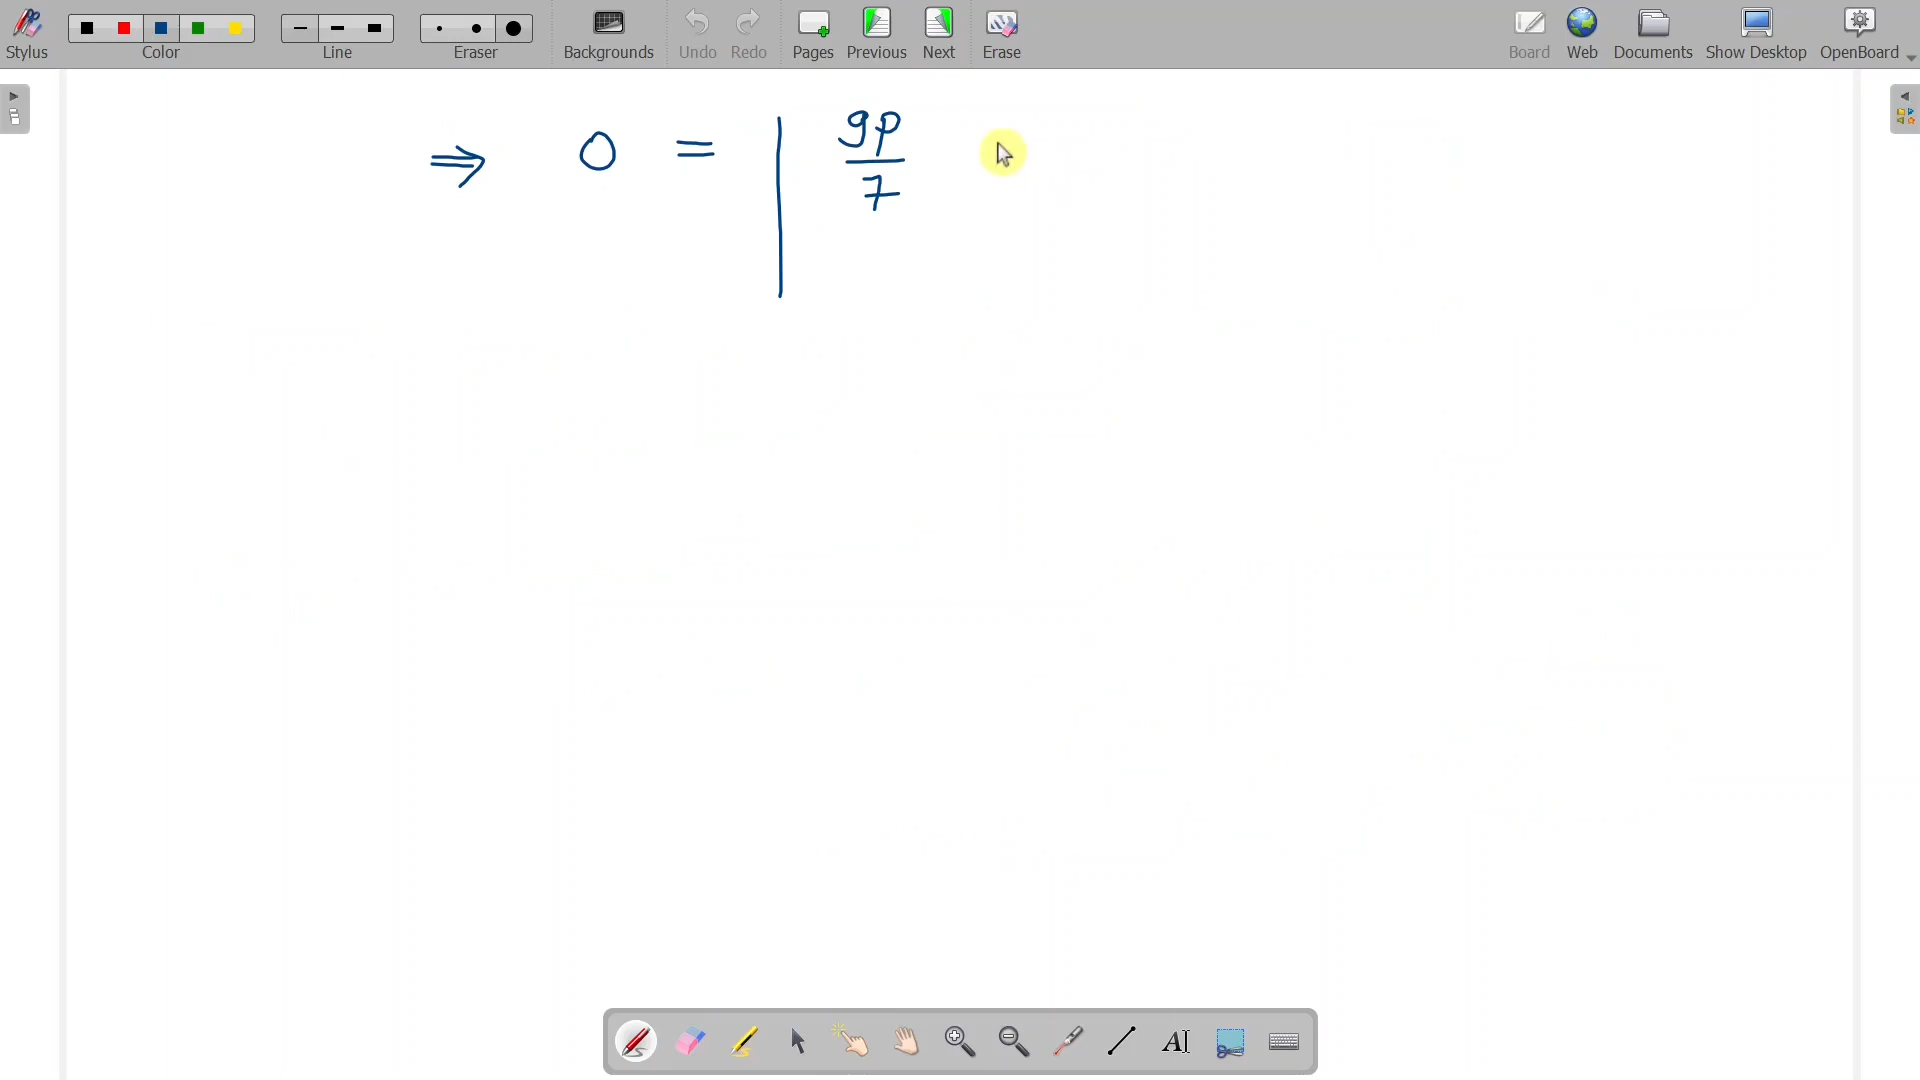 Stylus Color Line Eraser Backgrounds Undo Redo Pages Previous Next Erase Board Web Documents Show Desktop OpenBoard
⇒ 0 = | 9p/7